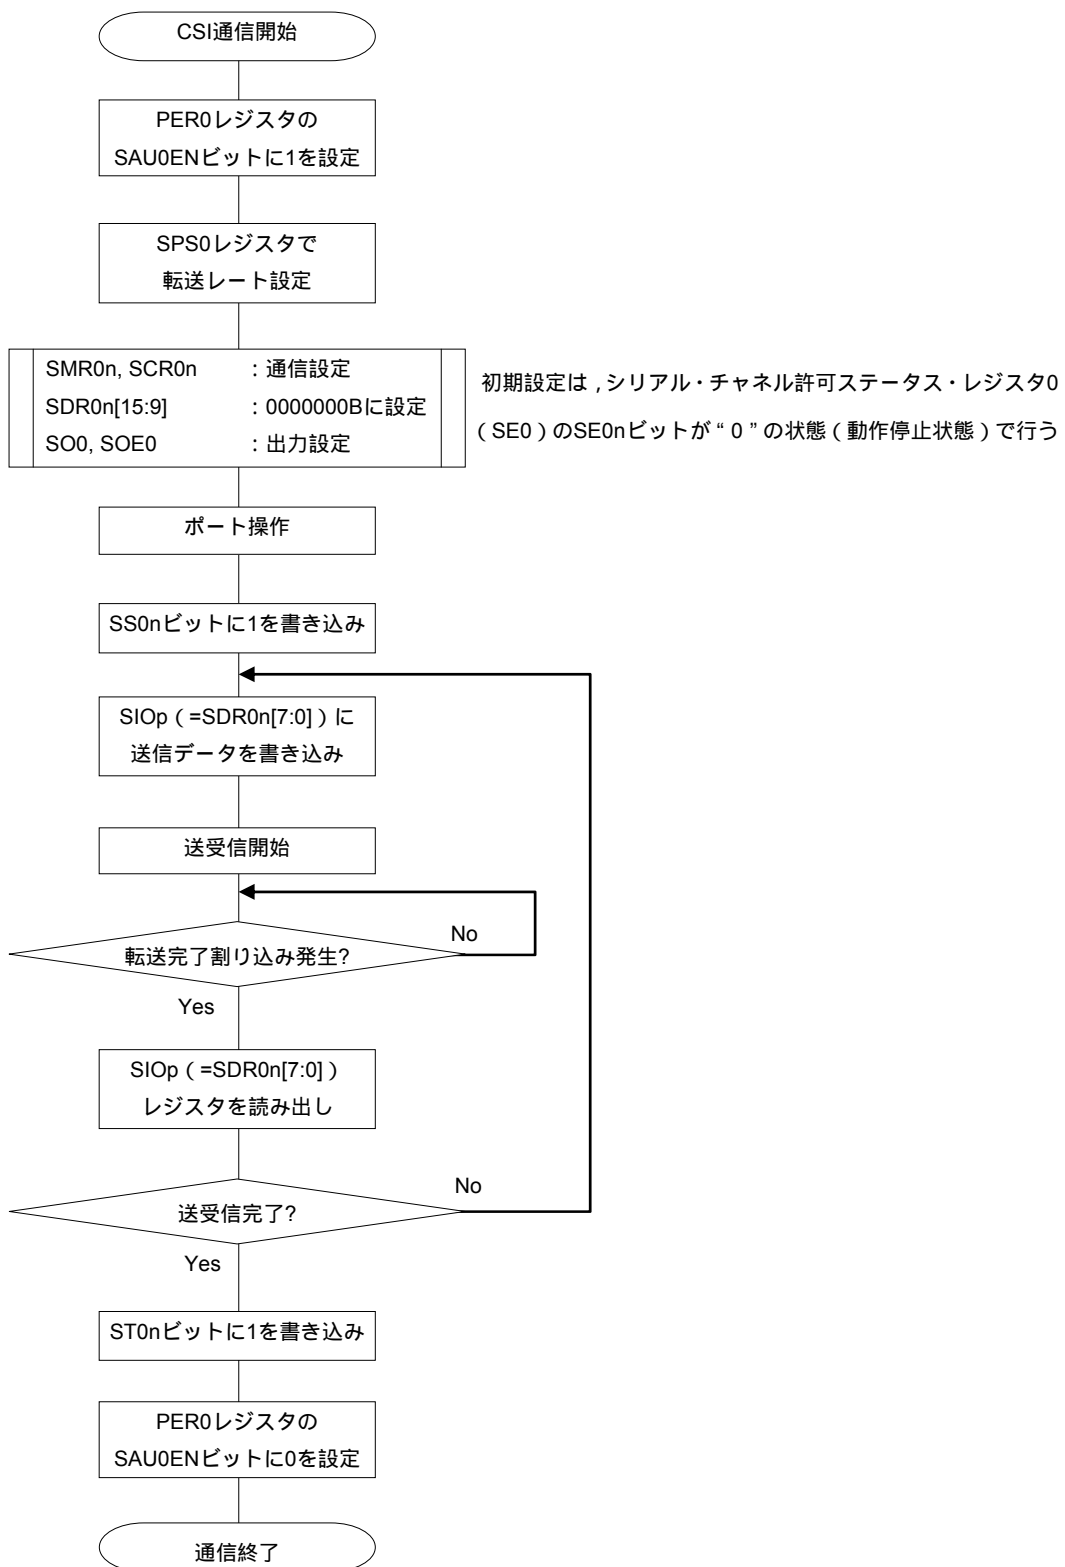 CSI通信開始
PER0レジスタの
SAU0ENビットに1を設定
SPS0レジスタで
転送レート設定
SMR0n, SCR0n ：通信設定
SDR0n[15:9] ：0000000Bに設定
SO0, SOE0 ：出力設定
初期設定は，シリアル・チャネル許可ステータス・レジスタ0
（SE0）のSE0nビットが“0”の状態（動作停止状態）で行う
ポート操作
SS0nビットに1を書き込み
SIOp（=SDR0n[7:0]）に
送信データを書き込み
送受信開始
No
転送完了割り込み発生?
Yes
SIOp（=SDR0n[7:0]）
レジスタを読み出し
No
送受信完了?
Yes
ST0nビットに1を書き込み
PER0レジスタの
SAU0ENビットに0を設定
通信終了